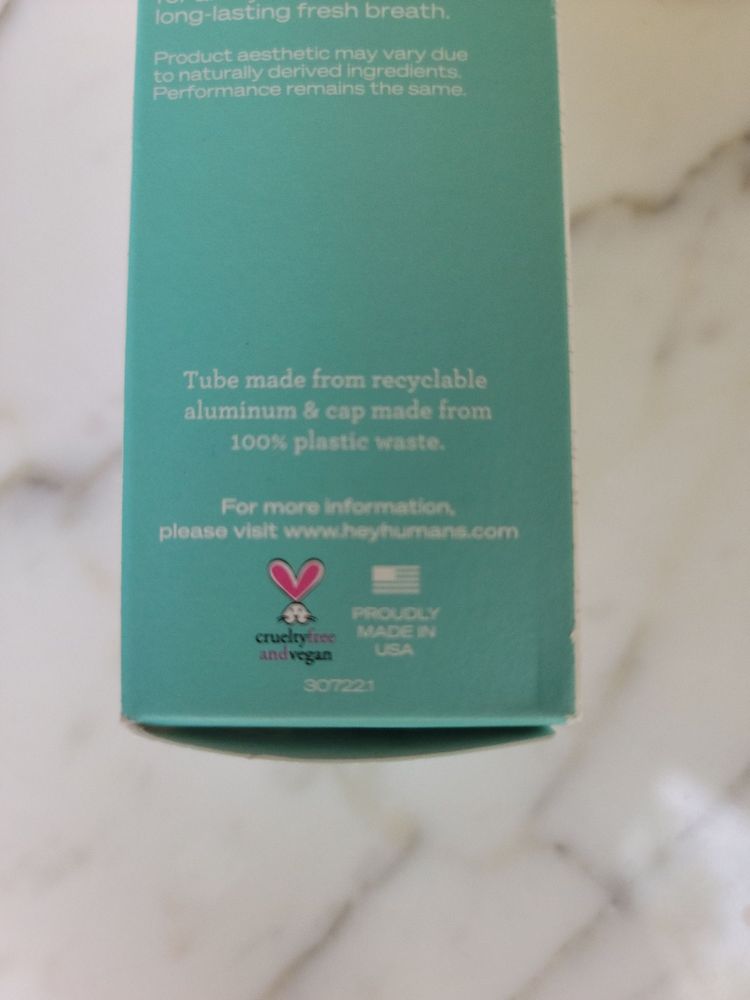 long-lasting fresh breath.
Product aesthetic may vary due
to naturally derived ingredients.
Performance remains the same.
Tube made from recyclable
aluminum & cap made from
100% plastic waste.
For more information,
please visit www.heyhumans.com
crueltyfree
andvegan
PROUDLY
MADE IN
USA
307221